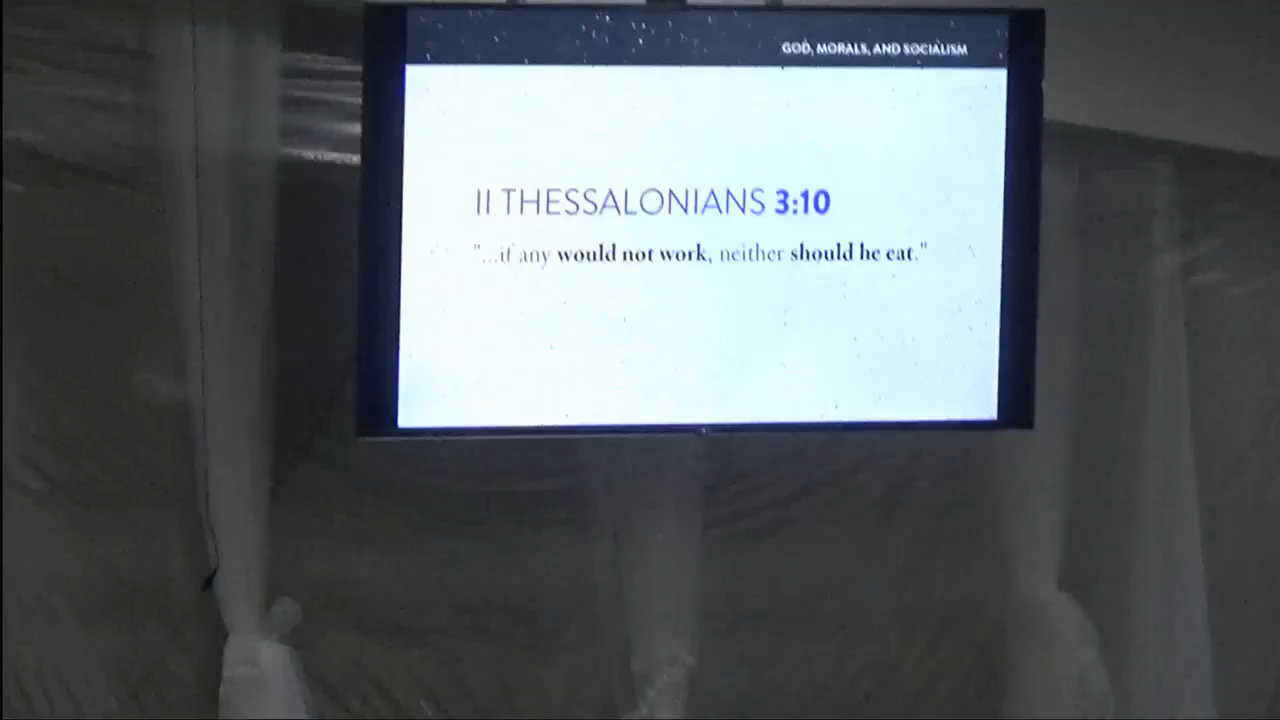 GOD, MORALS, AND SOCIALISM
II THESSALONIANS 3:10
"...if any would not work, neither should he eat."